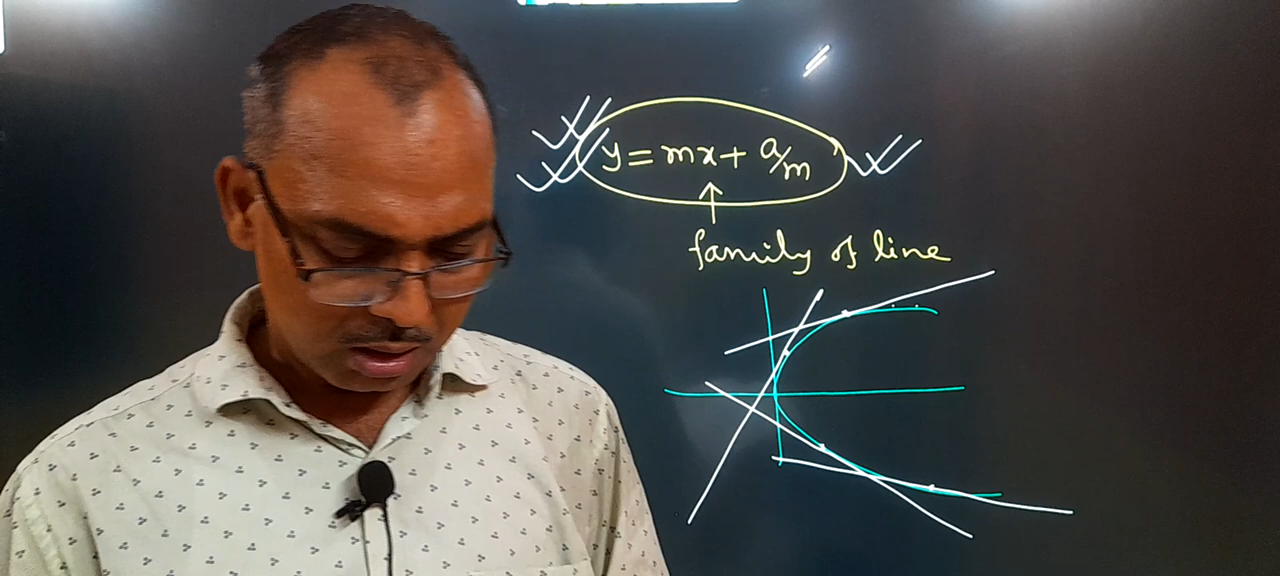 y = mx + a/m
family of line